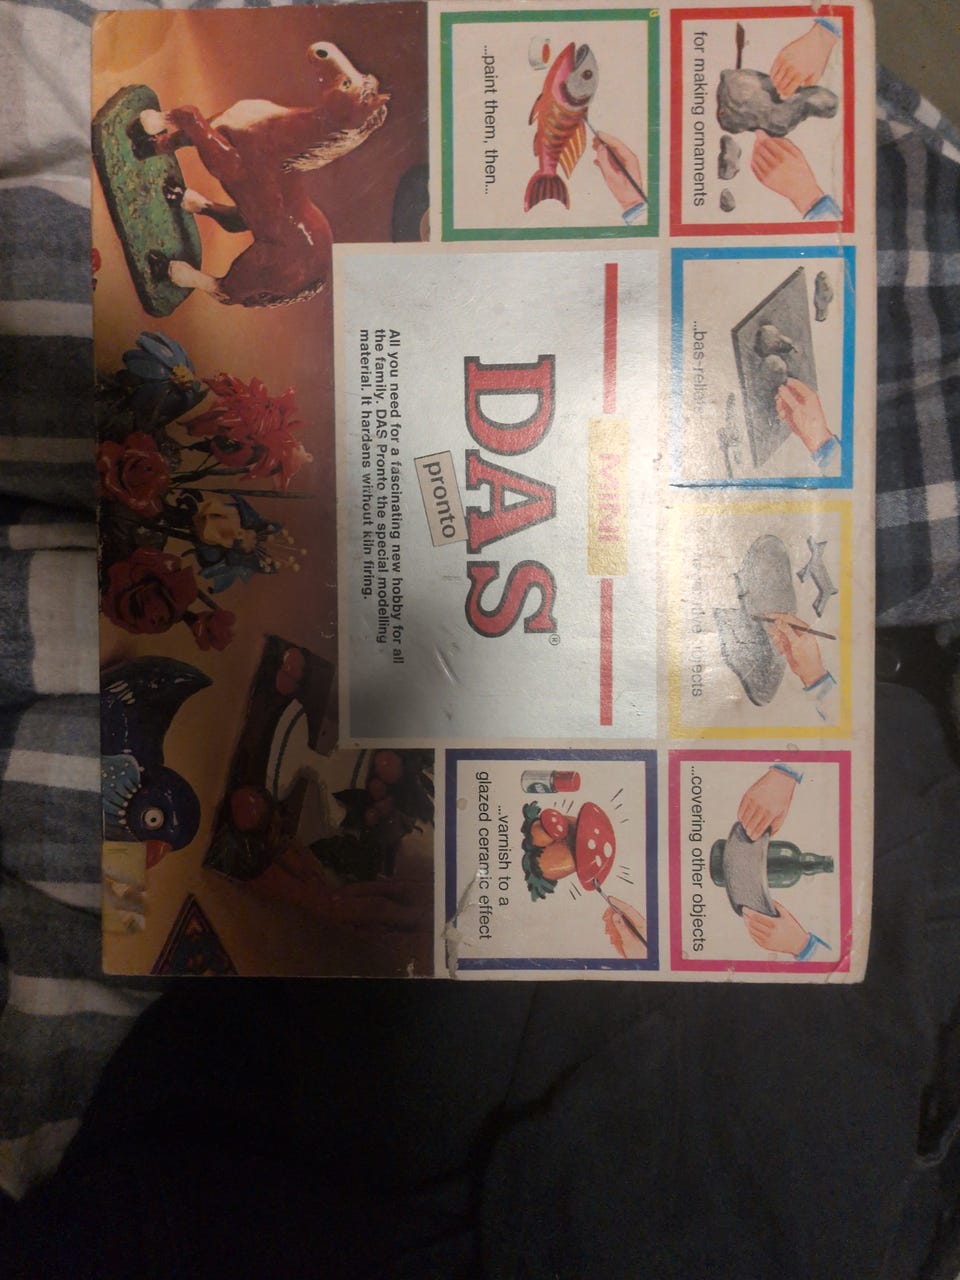 for making ornaments
...bas-reliefs
objects
...covering other objects
...paint them, then...
MINI
DAS®
pronto
All you need for a fascinating new hobby for all
the family. DAS Pronto the special modelling
material. It hardens without kiln firing.
...varnish to a
glazed ceramic effect